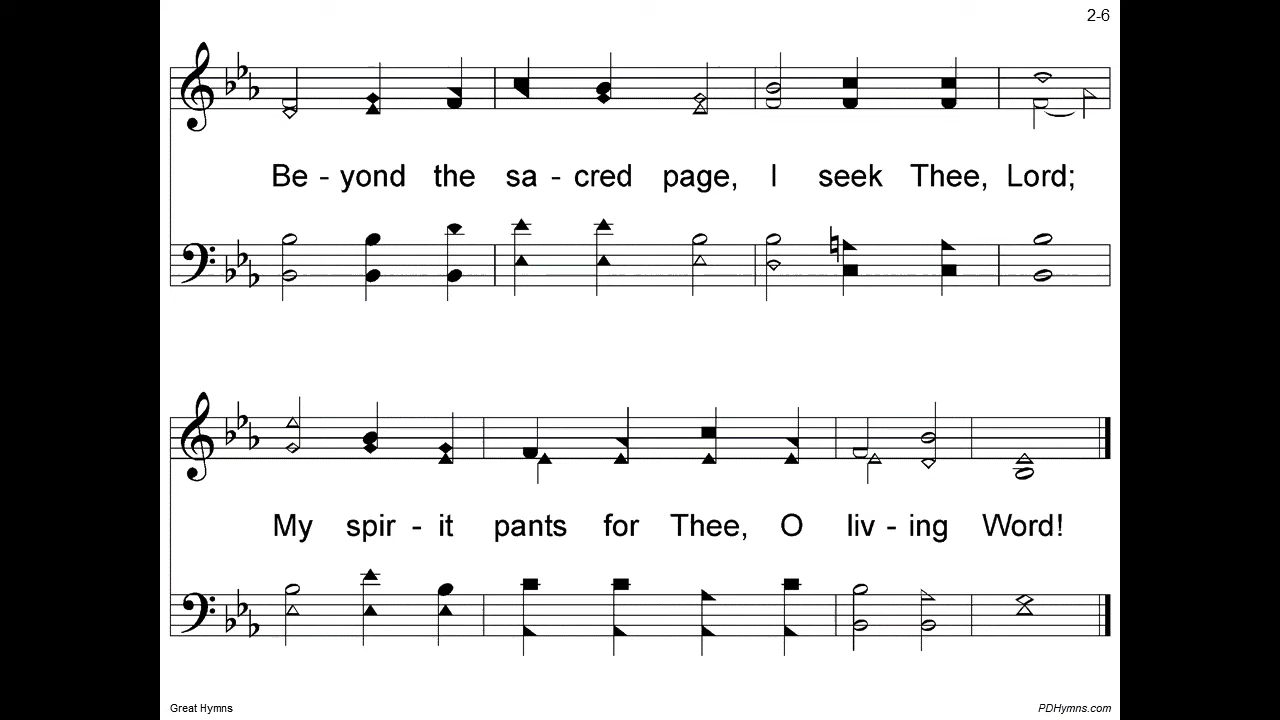 2-6
Be - yond the sa - cred page, I seek Thee, Lord;
My spir - it pants for Thee, O liv - ing Word!
Great Hymns
PDHymns.com